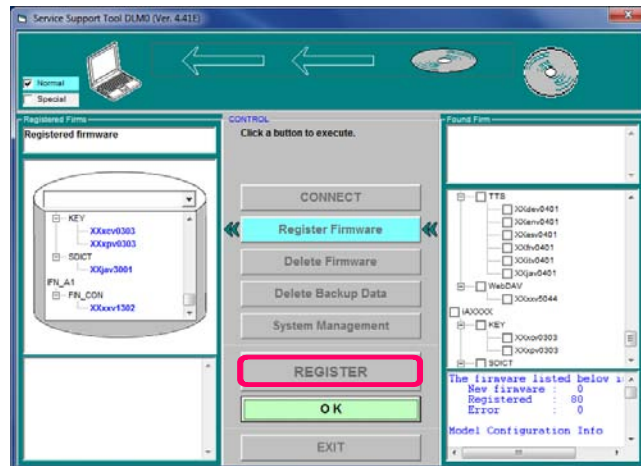 Service Support Tool DLM0 (Ver. 4.41E)
Normal
Special
Registered Firms
Registered firmware
KEY
XXxcv0303
XXxpv0303
SDICT
XXjav3001
IFN_A1
FIN_CON
XXxxv1302
CONTROL
Click a button to execute.
CONNECT
Register Firmware
Delete Firmware
Delete Backup Data
System Management
REGISTER
OK
EXIT
Found Firm
TTS
XXdev0401
XXenv0401
XXesv0401
XXfrv0401
XXitv0401
XXjav0401
WebDAV
XXxxv5044
iAXXXX
KEY
XXxcv0303
XXxpv0303
SDICT
The firmware listed below i
New firmware : 0
Registered : 80
Error : 0
Model Configuration Info